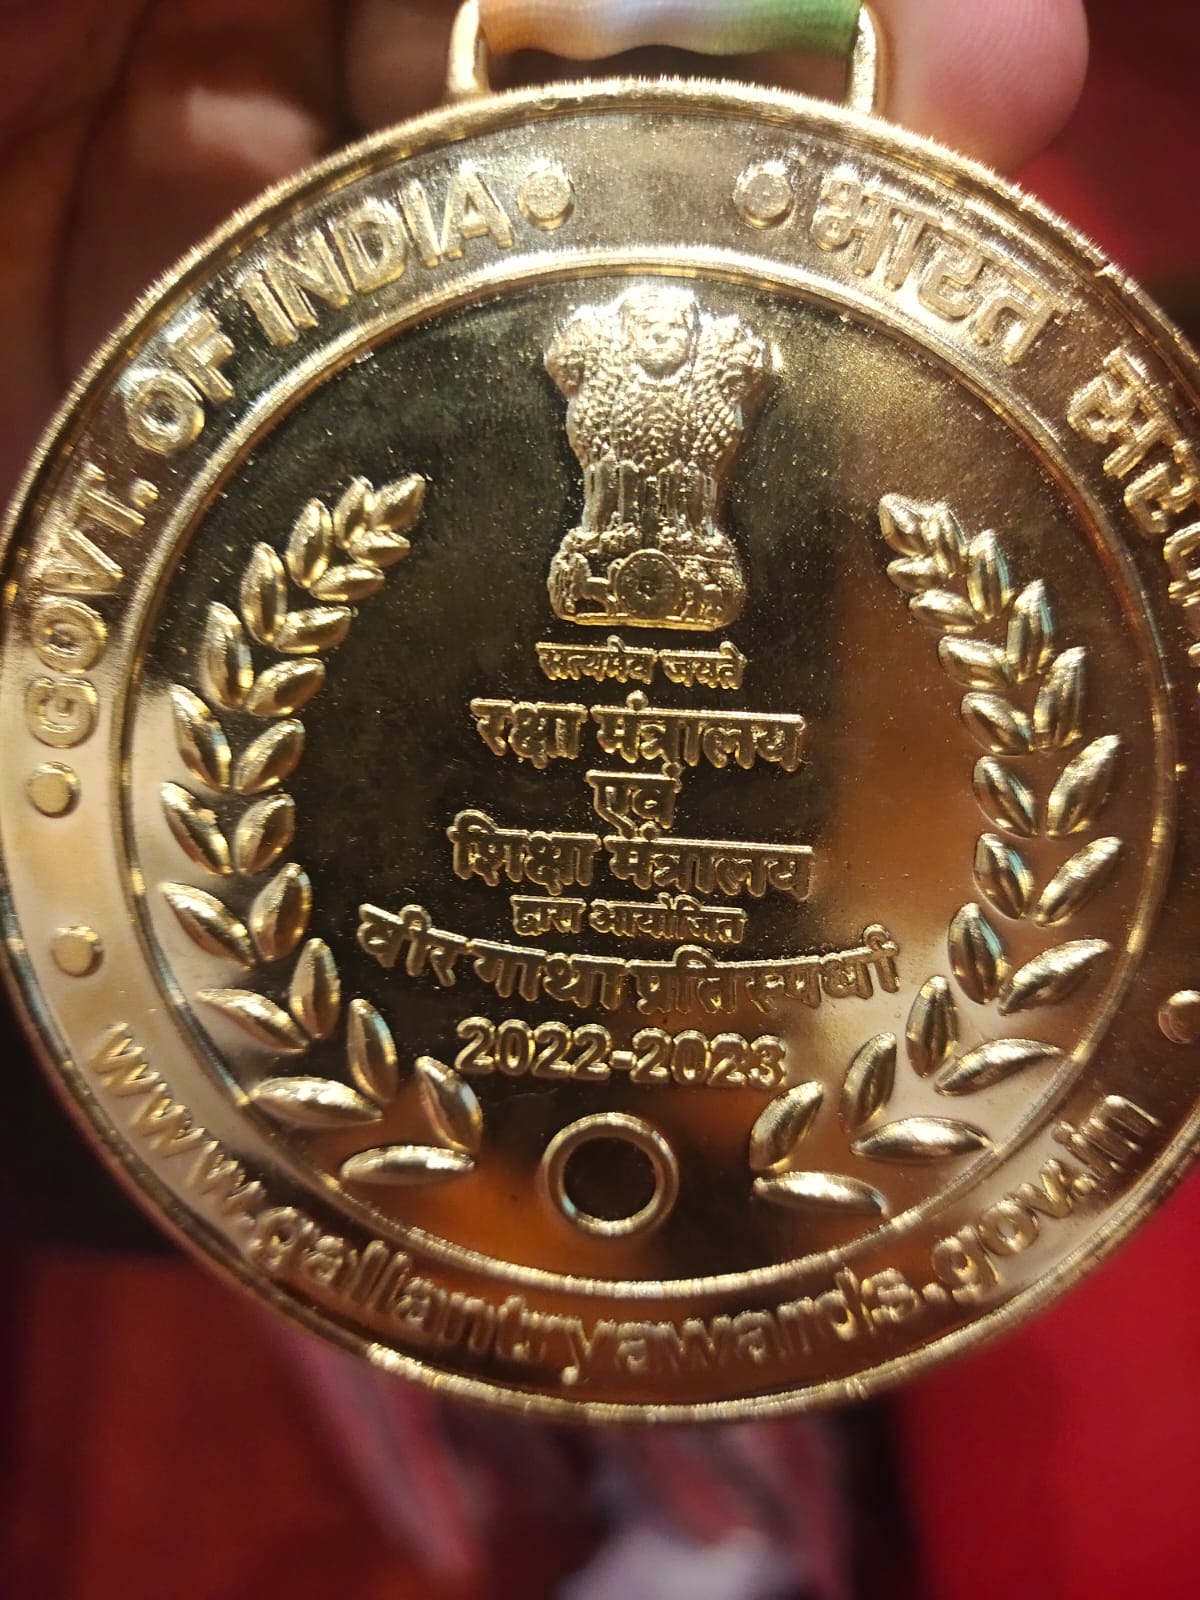 GOVT. OF INDIA
भारत सरकार
सत्यमेव जयते
रक्षा मंत्रालय
एवं
शिक्षा मंत्रालय
द्वारा आयोजित
वीर गाथा प्रतिस्पर्धा
2022-2023
www.gallantryawards.gov.in